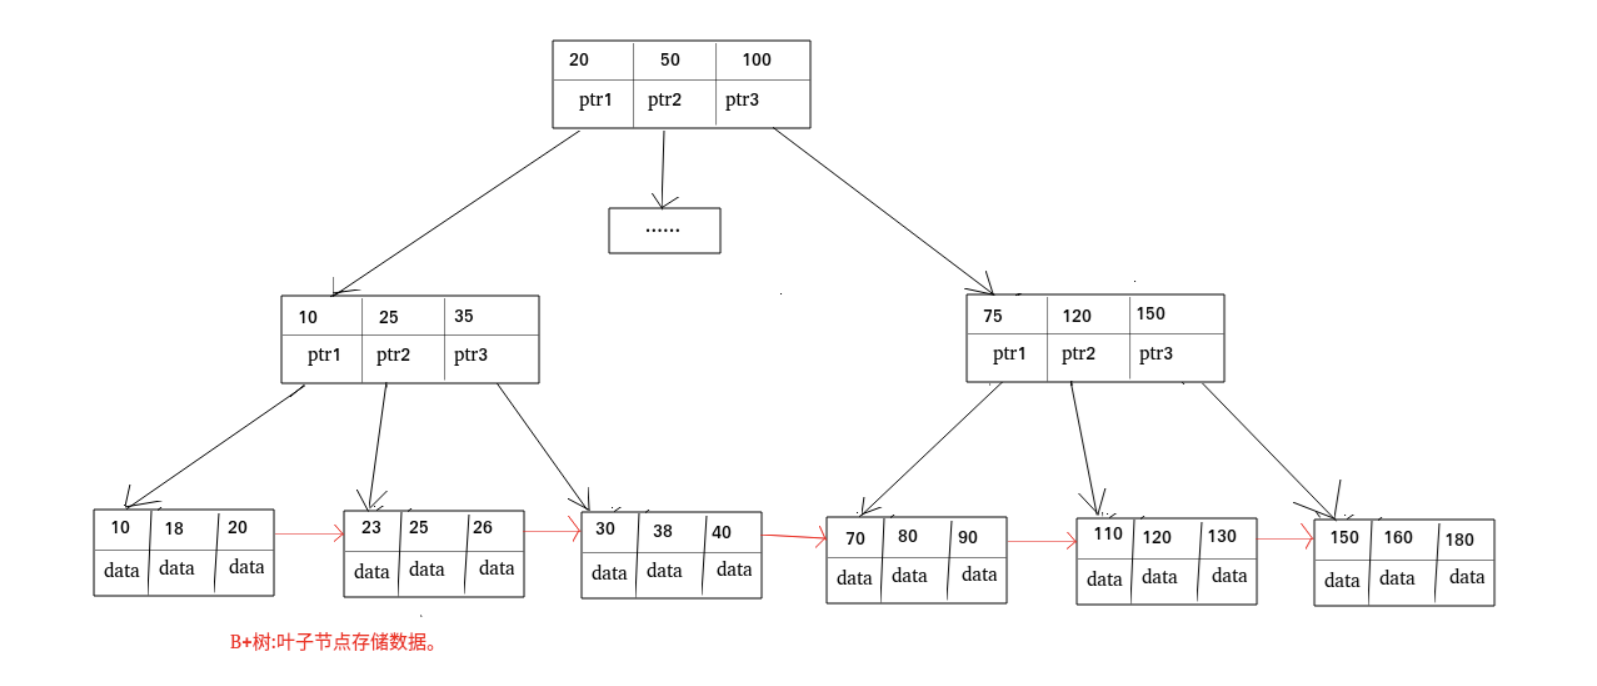 20 50 100
ptr1 ptr2 ptr3
......
10 25 35
ptr1 ptr2 ptr3
75 120 150
ptr1 ptr2 ptr3
10 18 20
data data data
23 25 26
data data data
30 38 40
data data data
70 80 90
data data data
110 120 130
data data data
150 160 180
data data data
B+树:叶子节点存储数据。